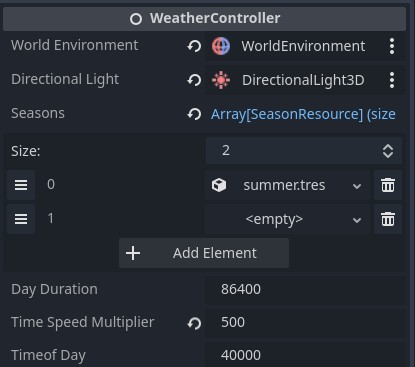 WeatherController
World Environment WorldEnvironment
Directional Light DirectionalLight3D
Seasons Array[SeasonResource] (size
Size: 2
0 summer.tres
1 <empty>
Add Element
Day Duration 86400
Time Speed Multiplier 500
Timeof Day 40000